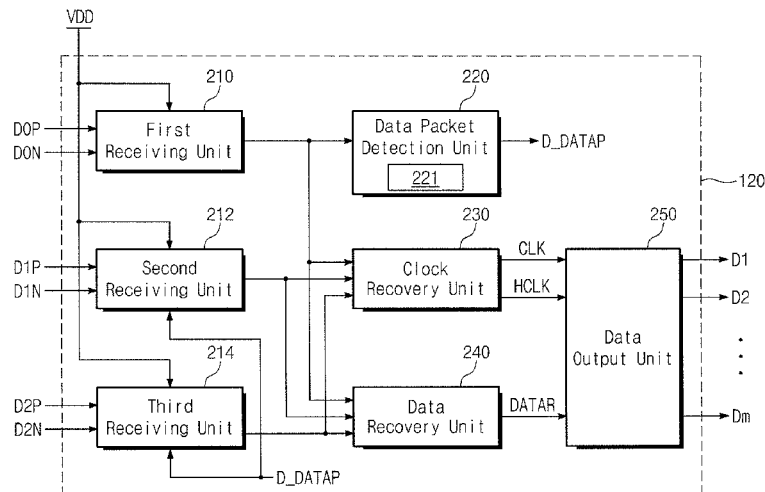 VDD
210
220
D0P
D0N
First
Receiving Unit
Data Packet
Detection Unit
221
D_DATAP
120
212
230
250
D1P
D1N
Second
Receiving Unit
Clock
Recovery Unit
CLK
HCLK
D1
D2
Data
Output Unit
214
240
D2P
D2N
Third
Receiving Unit
Data
Recovery Unit
DATAR
Dm
D_DATAP